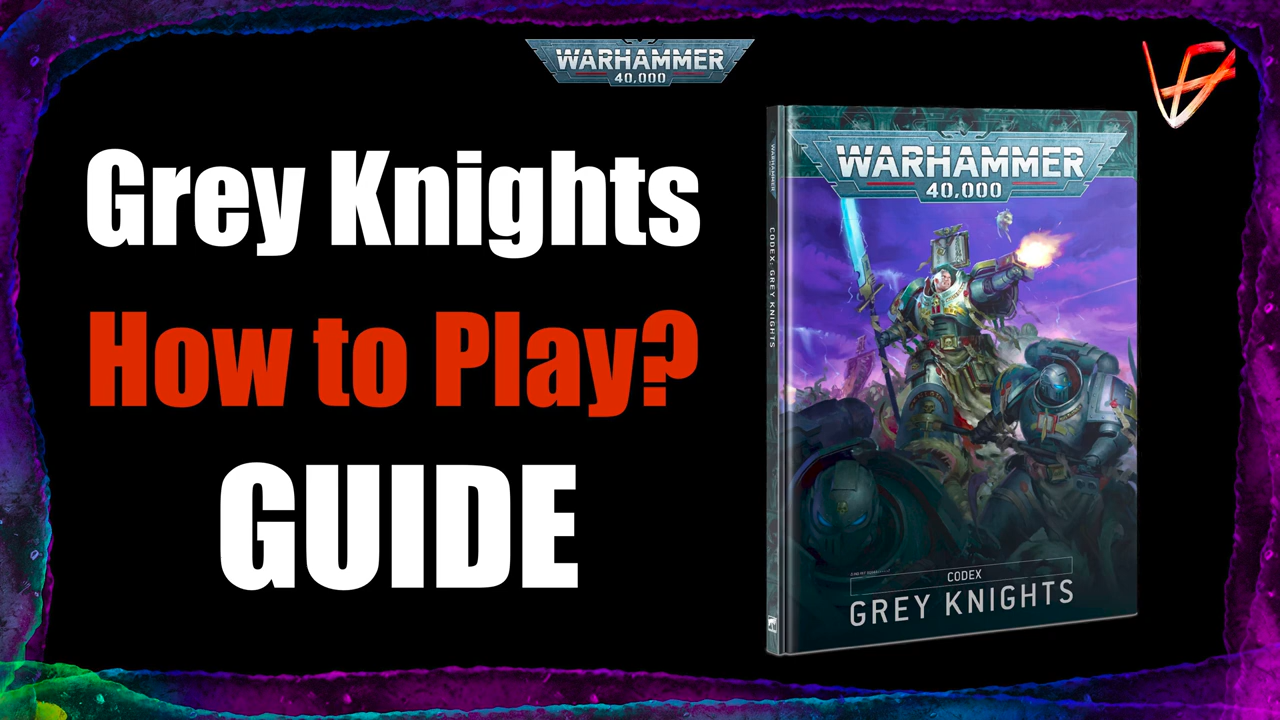 WARHAMMER
40,000
Grey Knights
How to Play?
GUIDE
WARHAMMER
40,000
CODEX: GREY KNIGHTS
CODEX
GREY KNIGHTS